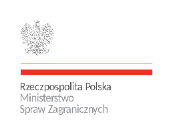 Rzeczpospolita Polska
Ministerstwo
Spraw Zagranicznych